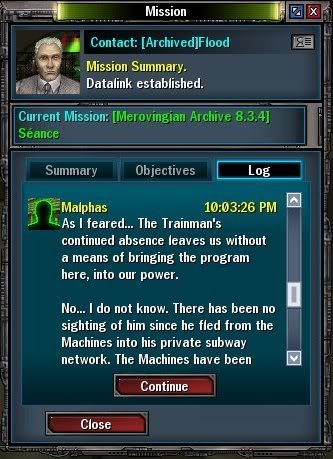 Mission
Contact: [Archived]Flood
Mission Summary.
Datalink established.
Current Mission: [Merovingian Archive 8.3.4]
Séance
Summary Objectives Log
Malphas 10:03:26 PM
As I feared... The Trainman's
continued absence leaves us without
a means of bringing the program
here, into our power.
No... I do not know. There has been no
sighting of him since he fled from the
Machines into his private subway
network. The Machines have been
Continue
Close